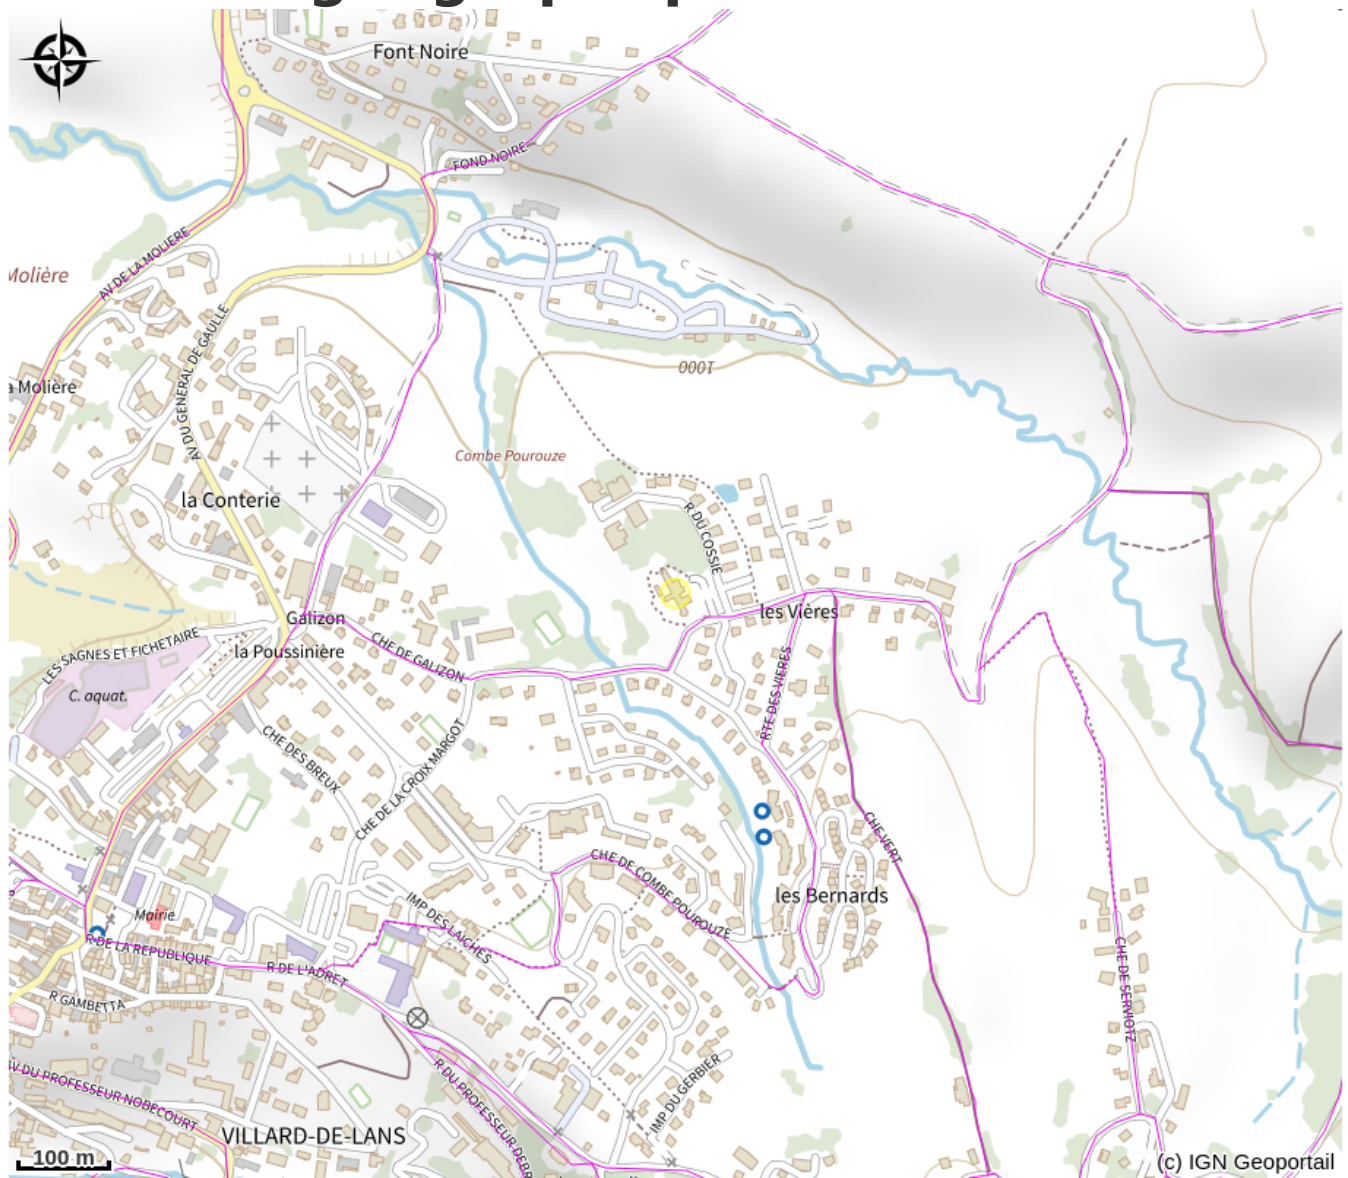 Font Noire
FOND NOIRE
AV DE LA MOLIERE
Molière
AV DU GENERAL DE GAULLE
1000
a Molière
Combe Pourouze
la Conterie
R DU COSSIE
les Vières
Galizon
CHE DE GALIZON
LES SAGNES ET FICHETAIRE
la Poussinière
C. aquat.
RTE DES VIERES
CHE DES BREUX
CHE DE LA CROIX MARGOT
CHE VERT
CHE DE COMBE POUROUZE
les Bernards
IMP DES LAICHES
Mairie
R DE LA REPUBLIQUE
R DE L'ADRET
CHE DE SERVIOTZ
R GAMBETTA
AV DU PROFESSEUR NOBECOURT
R DU PROFESSEUR DEBR
IMP DU GERBIER
VILLARD-DE-LANS
100 m
(c) IGN Geoportail